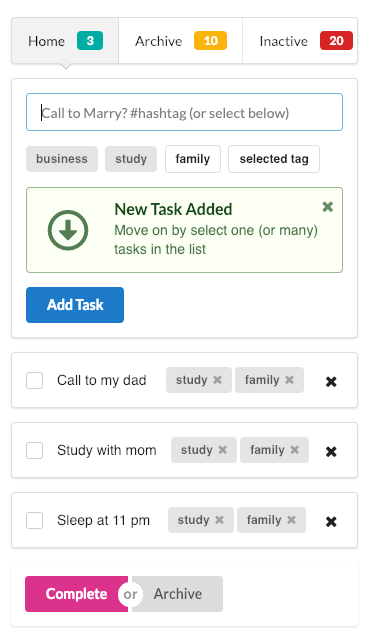 Home 3 Archive 10 Inactive 20
Call to Marry? #hashtag (or select below)
business study family selected tag
New Task Added
Move on by select one (or many)
tasks in the list
Add Task
Call to my dad study family
Study with mom study family
Sleep at 11 pm study family
Complete or Archive